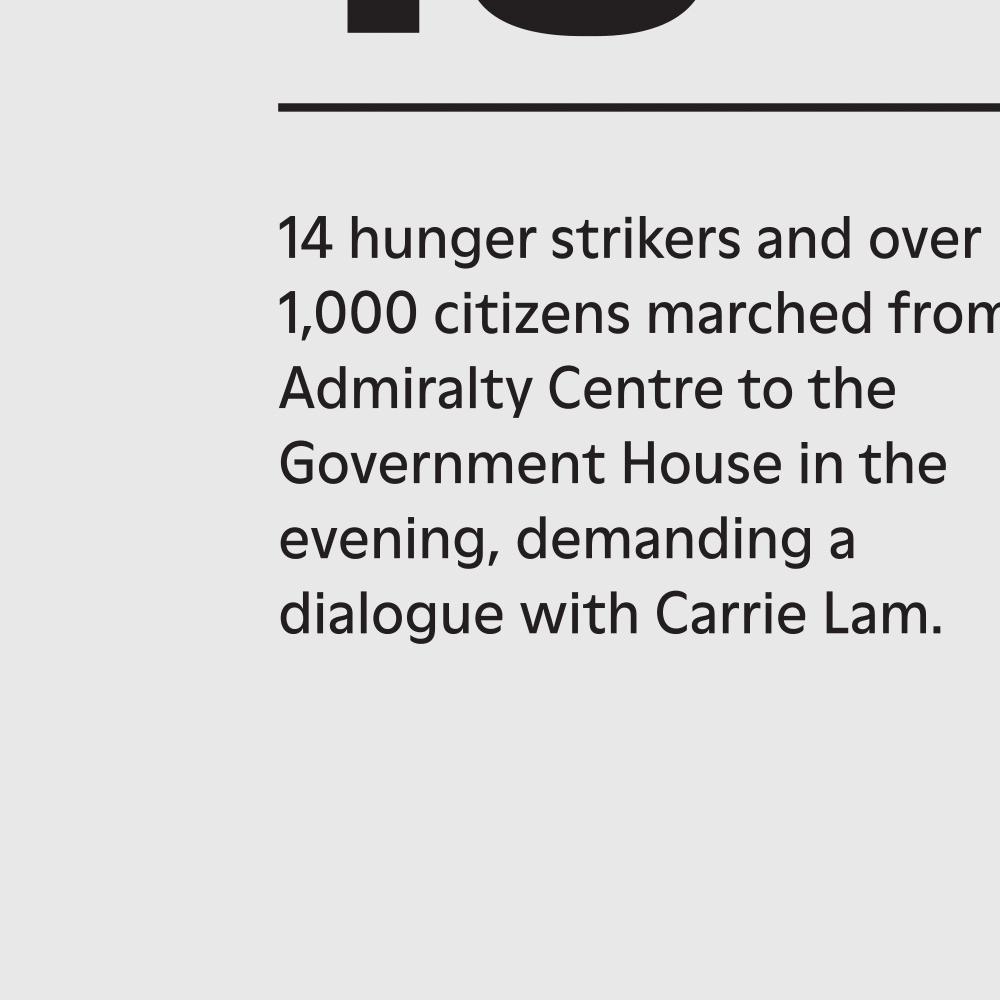 14 hunger strikers and over
1,000 citizens marched from
Admiralty Centre to the
Government House in the
evening, demanding a
dialogue with Carrie Lam.